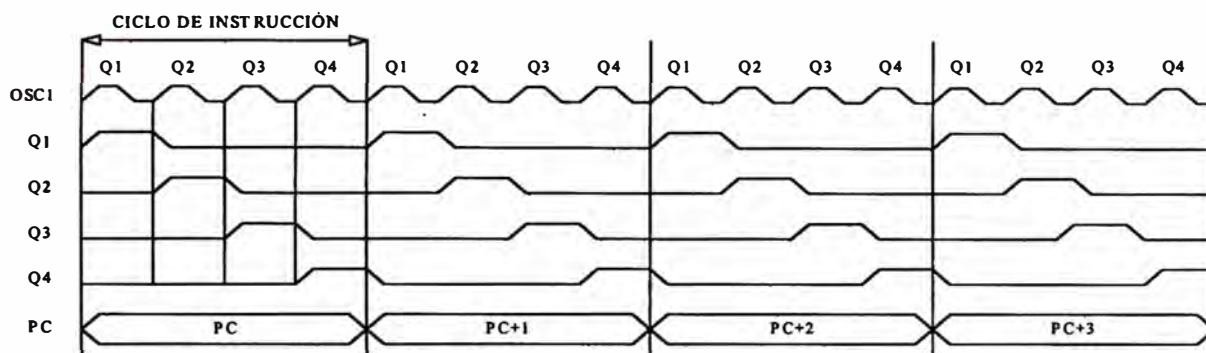 CICLO DE INSTRUCCIÓN
Q1 Q2 Q3 Q4 Q1 Q2 Q3 Q4 Q1 Q2 Q3 Q4 Q1 Q2 Q3 Q4
OSC1
Q1
Q2
Q3
Q4
PC PC PC+1 PC+2 PC+3